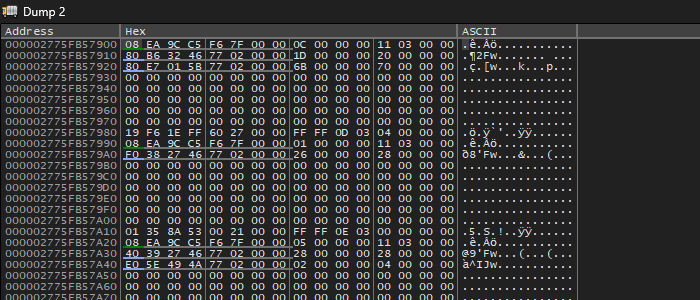 Dump 2
Address Hex ASCII
000002775FB57900 08 EA 9C C5 F6 7F 00 00 0C 00 00 00 11 03 00 00 .ê.Åö...........
000002775FB57910 80 B6 32 46 77 02 00 00 1D 00 00 00 20 00 00 00 .¶2Fw....... ...
000002775FB57920 80 E7 01 5B 77 02 00 00 6B 00 00 00 70 00 00 00 .ç.[w...k...p...
000002775FB57930 00 00 00 00 00 00 00 00 00 00 00 00 00 00 00 00 ................
000002775FB57940 00 00 00 00 00 00 00 00 00 00 00 00 00 00 00 00 ................
000002775FB57950 00 00 00 00 00 00 00 00 00 00 00 00 00 00 00 00 ................
000002775FB57960 00 00 00 00 00 00 00 00 00 00 00 00 00 00 00 00 ................
000002775FB57970 00 00 00 00 00 00 00 00 00 00 00 00 00 00 00 00 ................
000002775FB57980 19 F6 1E FF 60 27 00 00 FF FF 0D 03 04 00 00 00 .ö.ÿ`'..ÿÿ......
000002775FB57990 08 EA 9C C5 F6 7F 00 00 01 00 00 00 11 03 00 00 .ê.Åö...........
000002775FB579A0 F0 38 27 46 77 02 00 00 26 00 00 00 28 00 00 00 ð8'Fw...&...(...
000002775FB579B0 00 00 00 00 00 00 00 00 00 00 00 00 00 00 00 00 ................
000002775FB579C0 00 00 00 00 00 00 00 00 00 00 00 00 00 00 00 00 ................
000002775FB579D0 00 00 00 00 00 00 00 00 00 00 00 00 00 00 00 00 ................
000002775FB579E0 00 00 00 00 00 00 00 00 00 00 00 00 00 00 00 00 ................
000002775FB579F0 00 00 00 00 00 00 00 00 00 00 00 00 00 00 00 00 ................
000002775FB57A00 00 00 00 00 00 00 00 00 00 00 00 00 00 00 00 00 ................
000002775FB57A10 01 35 8A 53 00 21 00 00 FF FF 0E 03 00 00 00 00 .5.S.!..ÿÿ......
000002775FB57A20 08 EA 9C C5 F6 7F 00 00 05 00 00 00 11 03 00 00 .ê.Åö...........
000002775FB57A30 40 39 27 46 77 02 00 00 28 00 00 00 28 00 00 00 @9'Fw...(...(...
000002775FB57A40 E0 5E 49 4A 77 02 00 00 02 00 00 00 04 00 00 00 à^IJw...........
000002775FB57A50 00 00 00 00 00 00 00 00 00 00 00 00 00 00 00 00 ................
000002775FB57A60 00 00 00 00 00 00 00 00 00 00 00 00 00 00 00 00 ................
000002775FB57A70 00 00 00 00 00 00 00 00 00 00 00 00 00 00 00 00